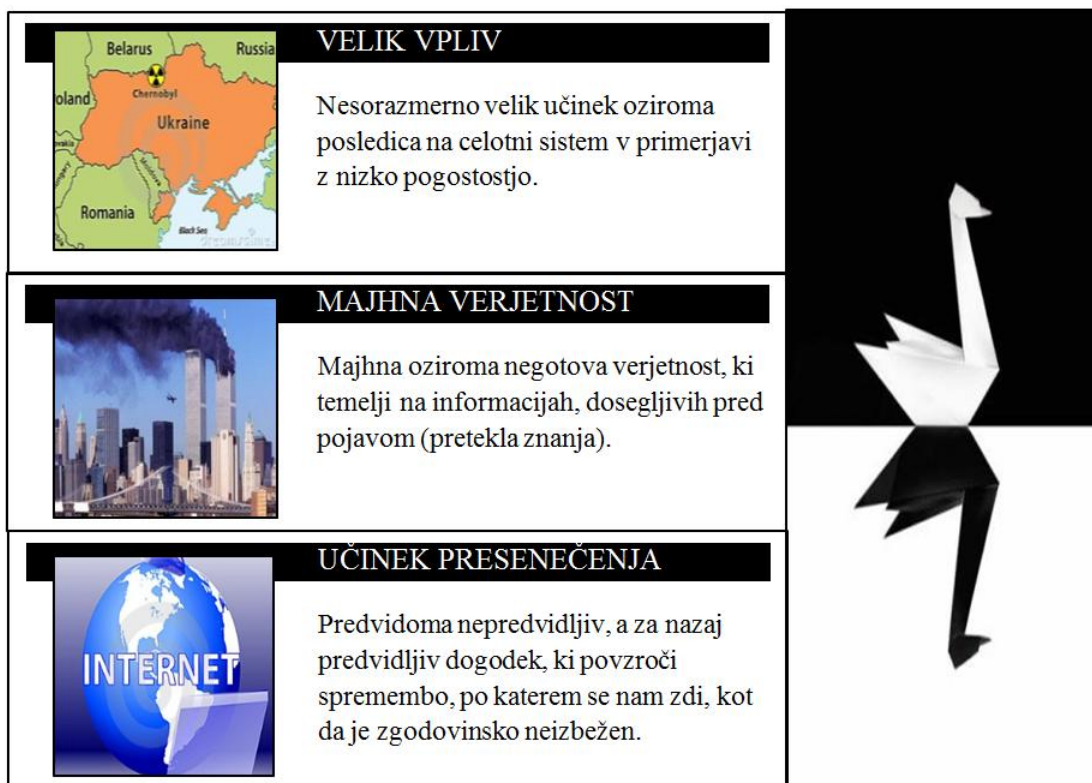 VELIK VPLIV
Belarus
Russia
oland
Chernobyl
Ukraine
Moldova
Romania
Black Sea
dreamstime
Nesorazmerno velik učinek oziroma
posledica na celotni sistem v primerjavi
z nizko pogostostjo.
MAJHNA VERJETNOST
Majhna oziroma negotova verjetnost, ki
temelji na informacijah, dosegljivih pred
pojavom (pretekla znanja).
UČINEK PRESENEČENJA
INTERNET
Predvidoma nepredvidljiv, a za nazaj
predvidljiv dogodek, ki povzroči
spremembo, po katerem se nam zdi, kot
da je zgodovinsko neizbežen.